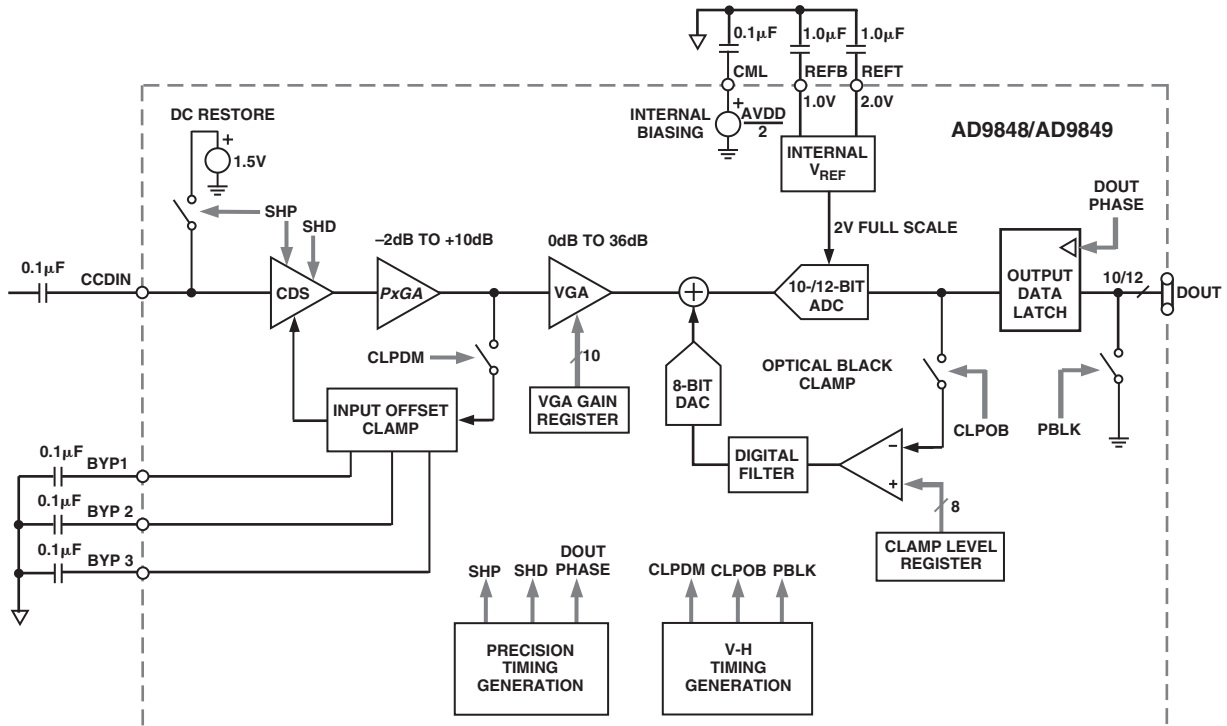 0.1μF
1.0μF
1.0μF
CML
REFB
REFT
1.0V
2.0V
DC RESTORE
+
1.5V
INTERNAL
BIASING
+
AVDD
2
INTERNAL
VREF
AD9848/AD9849
DOUT
PHASE
SHP
SHD
–2dB TO +10dB
0dB TO 36dB
2V FULL SCALE
0.1μF
CCDIN
CDS
PxGA
VGA
+
10-/12-BIT
ADC
OUTPUT
DATA
LATCH
10/12
DOUT
CLPDM
10
8-BIT
DAC
OPTICAL BLACK
CLAMP
INPUT OFFSET
CLAMP
VGA GAIN
REGISTER
CLPOB
PBLK
DIGITAL
FILTER
–
+
8
0.1μF
BYP1
0.1μF
BYP 2
0.1μF
BYP 3
CLAMP LEVEL
REGISTER
SHP
SHD
DOUT
PHASE
CLPDM
CLPOB
PBLK
PRECISION
TIMING
GENERATION
V-H
TIMING
GENERATION